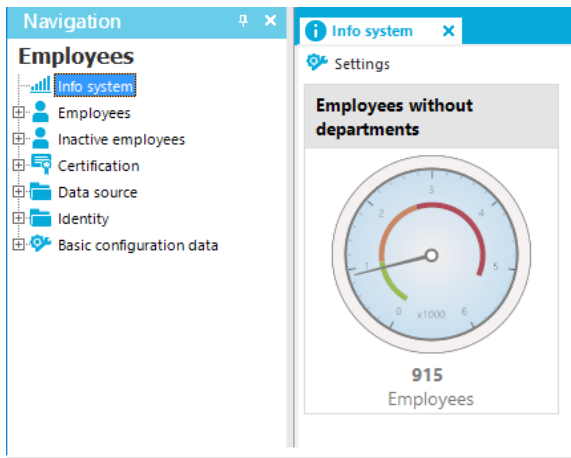 Navigation
Employees
Info system
Employees
Inactive employees
Certification
Data source
Identity
Basic configuration data
Info system
Settings
Employees without
departments
0
1
2
3
4
5
6
x1000
915
Employees